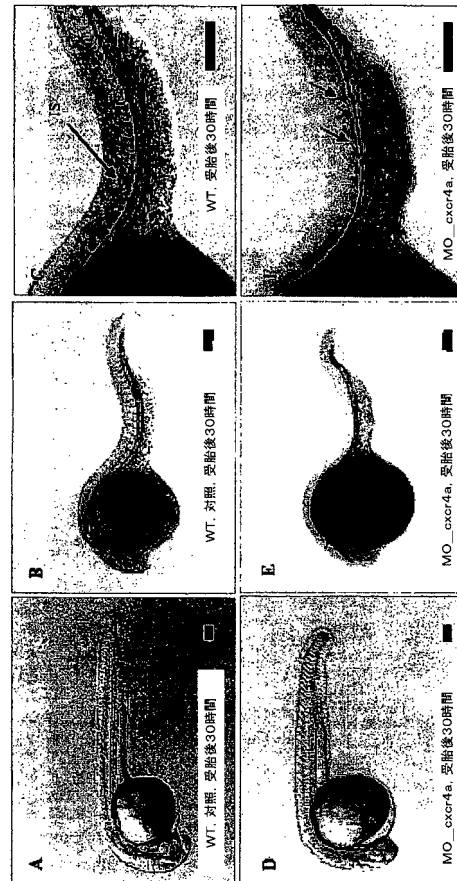 A
WT, 対照, 受胎後30時間
B
WT, 対照, 受胎後30時間
C
IS
WT, 受胎後30時間
D
MO_cxcr4a, 受胎後30時間
E
MO_cxcr4a, 受胎後30時間
MO_cxcr4a, 受胎後30時間